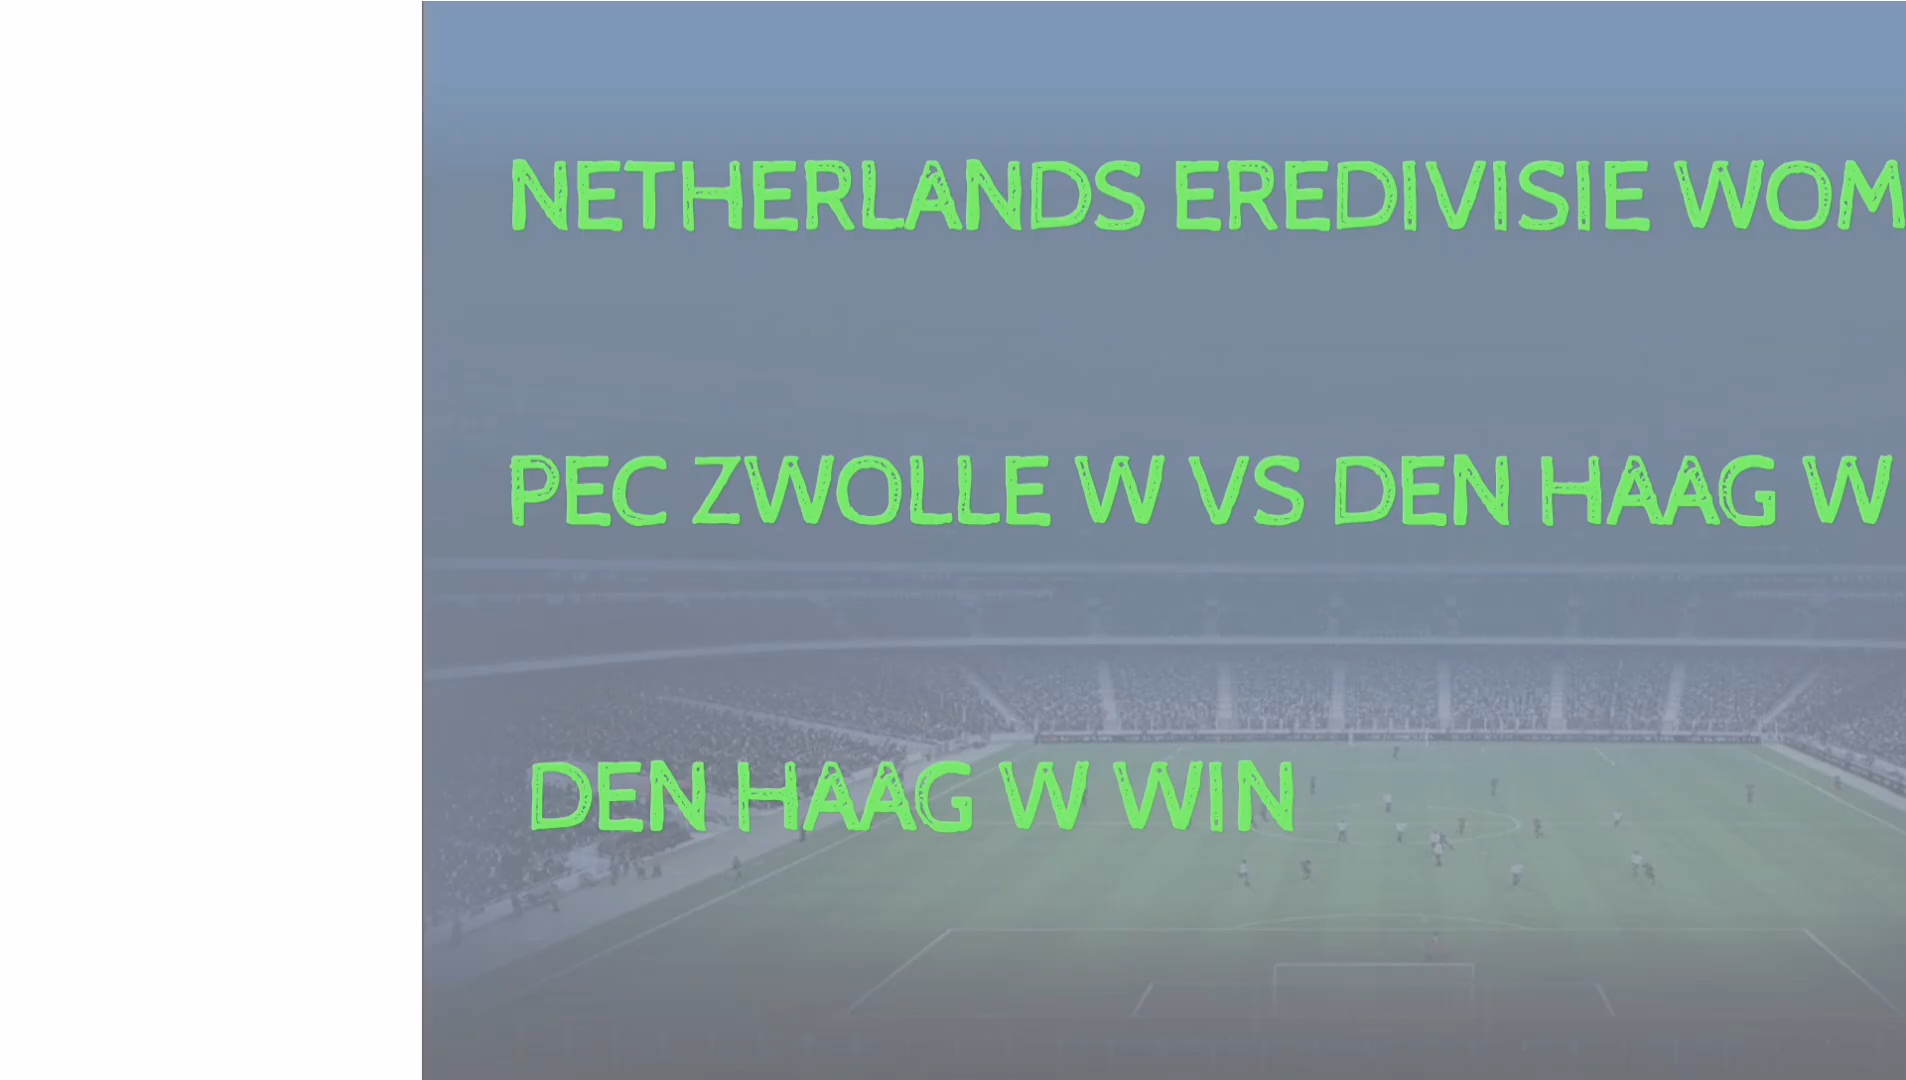 NETHERLANDS EREDIVISIE WOM
PEC ZWOLLE W VS DEN HAAG W
DEN HAAG W WIN